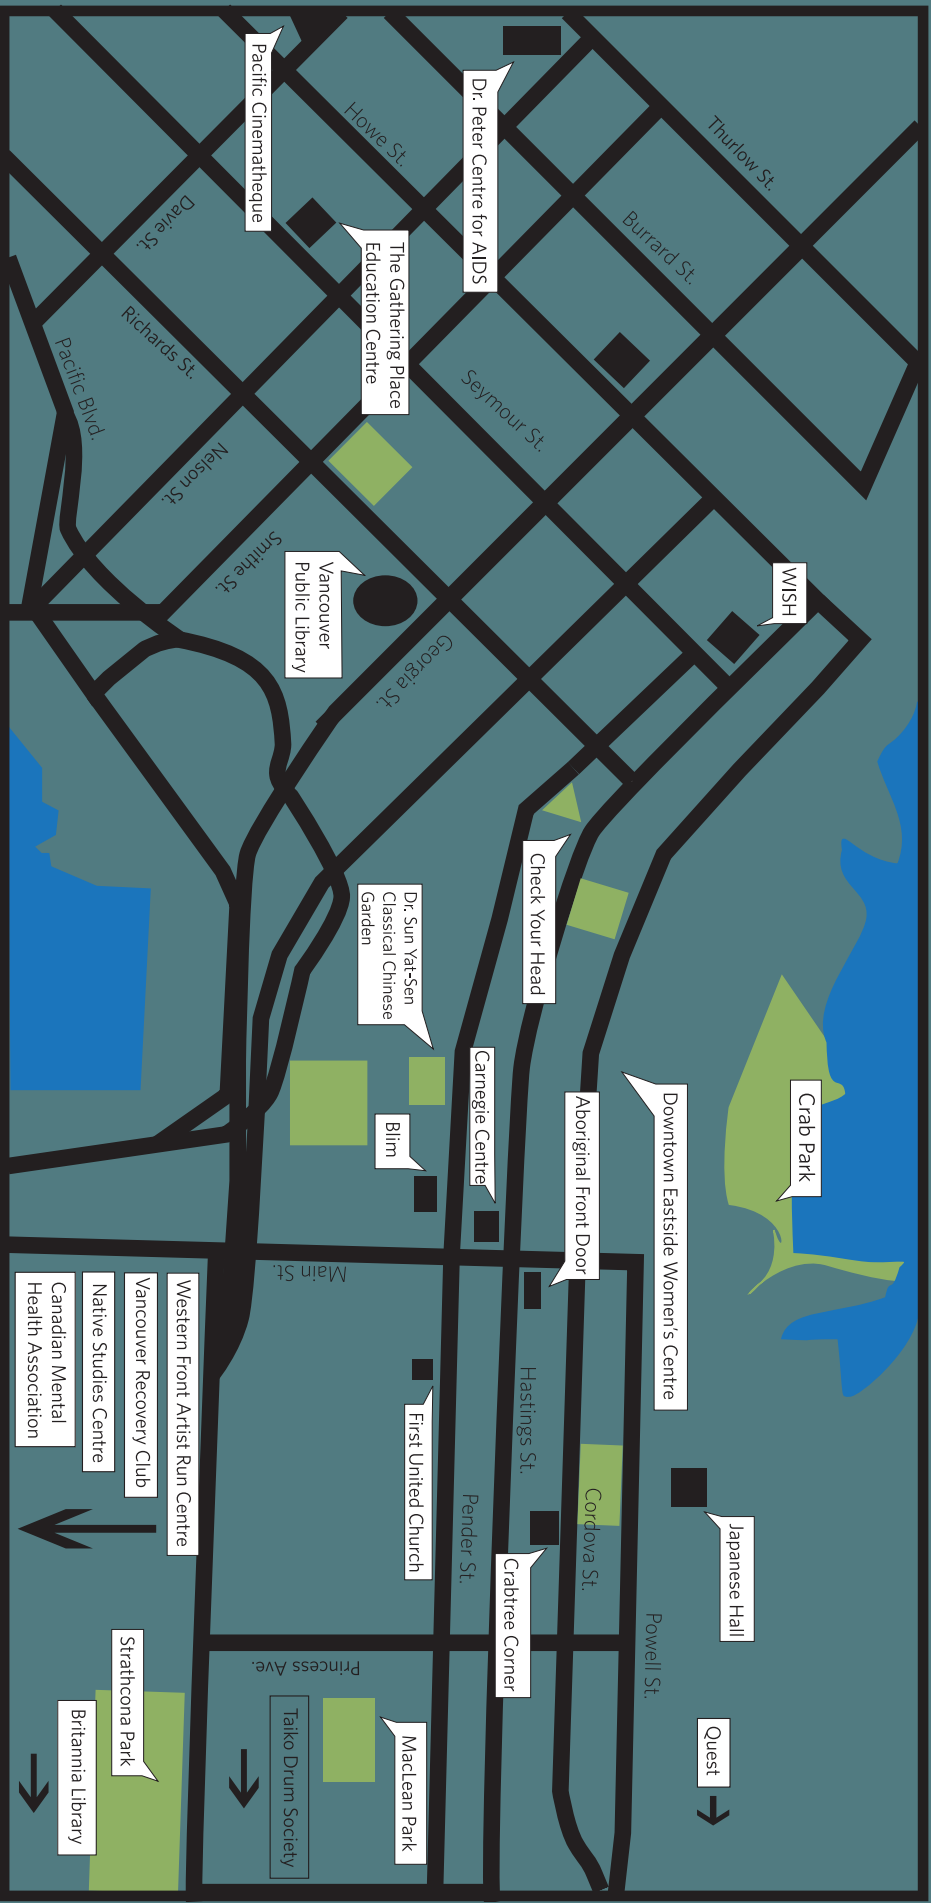 Thurlow St.
Burrard St.
Howe St.
Seymour St.
Richards St.
Davie St.
Nelson St.
Smithe St.
Georgia St.
Pacific Blvd.
Pacific Cinematheque
Dr. Peter Centre for AIDS
The Gathering Place
Education Centre
Vancouver
Public Library
WISH
Check Your Head
Dr. Sun Yat-Sen
Classical Chinese
Garden
Carnegie Centre
Blim
Aboriginal Front Door
Downtown Eastside Women's Centre
Crab Park
Main St.
Hastings St.
Pender St.
Cordova St.
Powell St.
Princess Ave.
First United Church
Crabtree Corner
Japanese Hall
Quest
MacLean Park
Taiko Drum Society
Western Front Artist Run Centre
Vancouver Recovery Club
Native Studies Centre
Canadian Mental
Health Association
Strathcona Park
Britannia Library